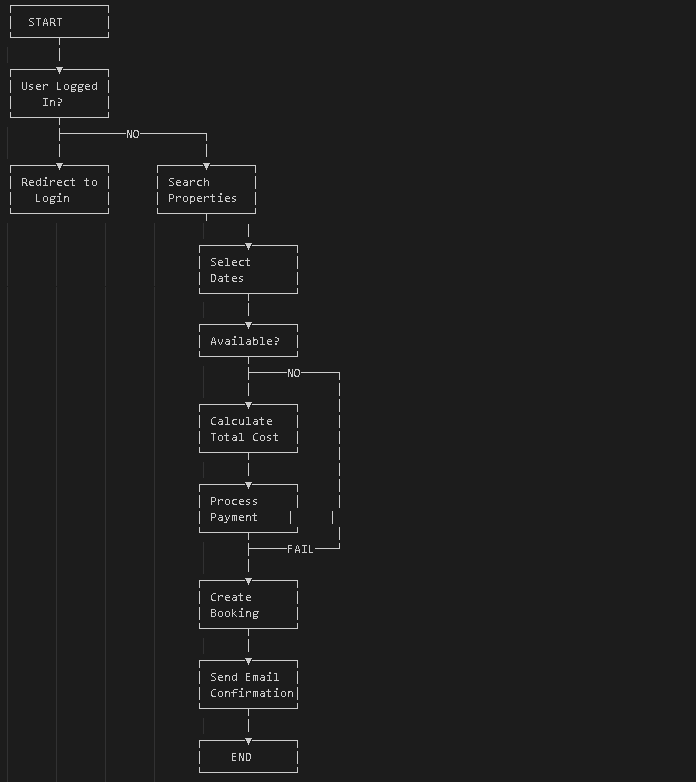 START
User Logged
In?
NO
Redirect to
Login
Search
Properties
Select
Dates
Available?
NO
Calculate
Total Cost
Process
Payment
FAIL
Create
Booking
Send Email
Confirmation
END